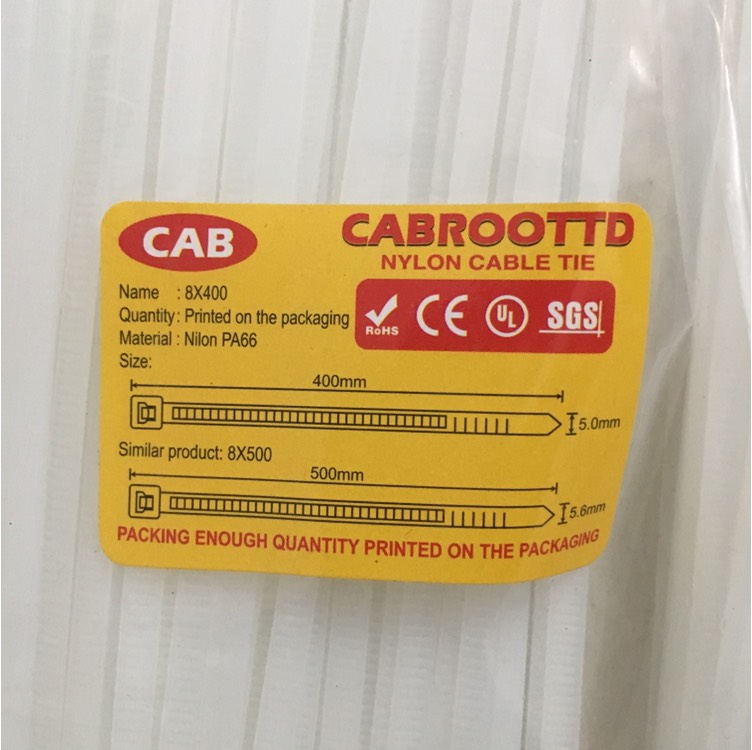 CAB
CABROOTTD
NYLON CABLE TIE
Name : 8X400
Quantity: Printed on the packaging
Material : Nilon PA66
Size:
RoHS
CE
UL
SGS
400mm
5.0mm
Similar product: 8X500
500mm
5.6mm
PACKING ENOUGH QUANTITY PRINTED ON THE PACKAGING